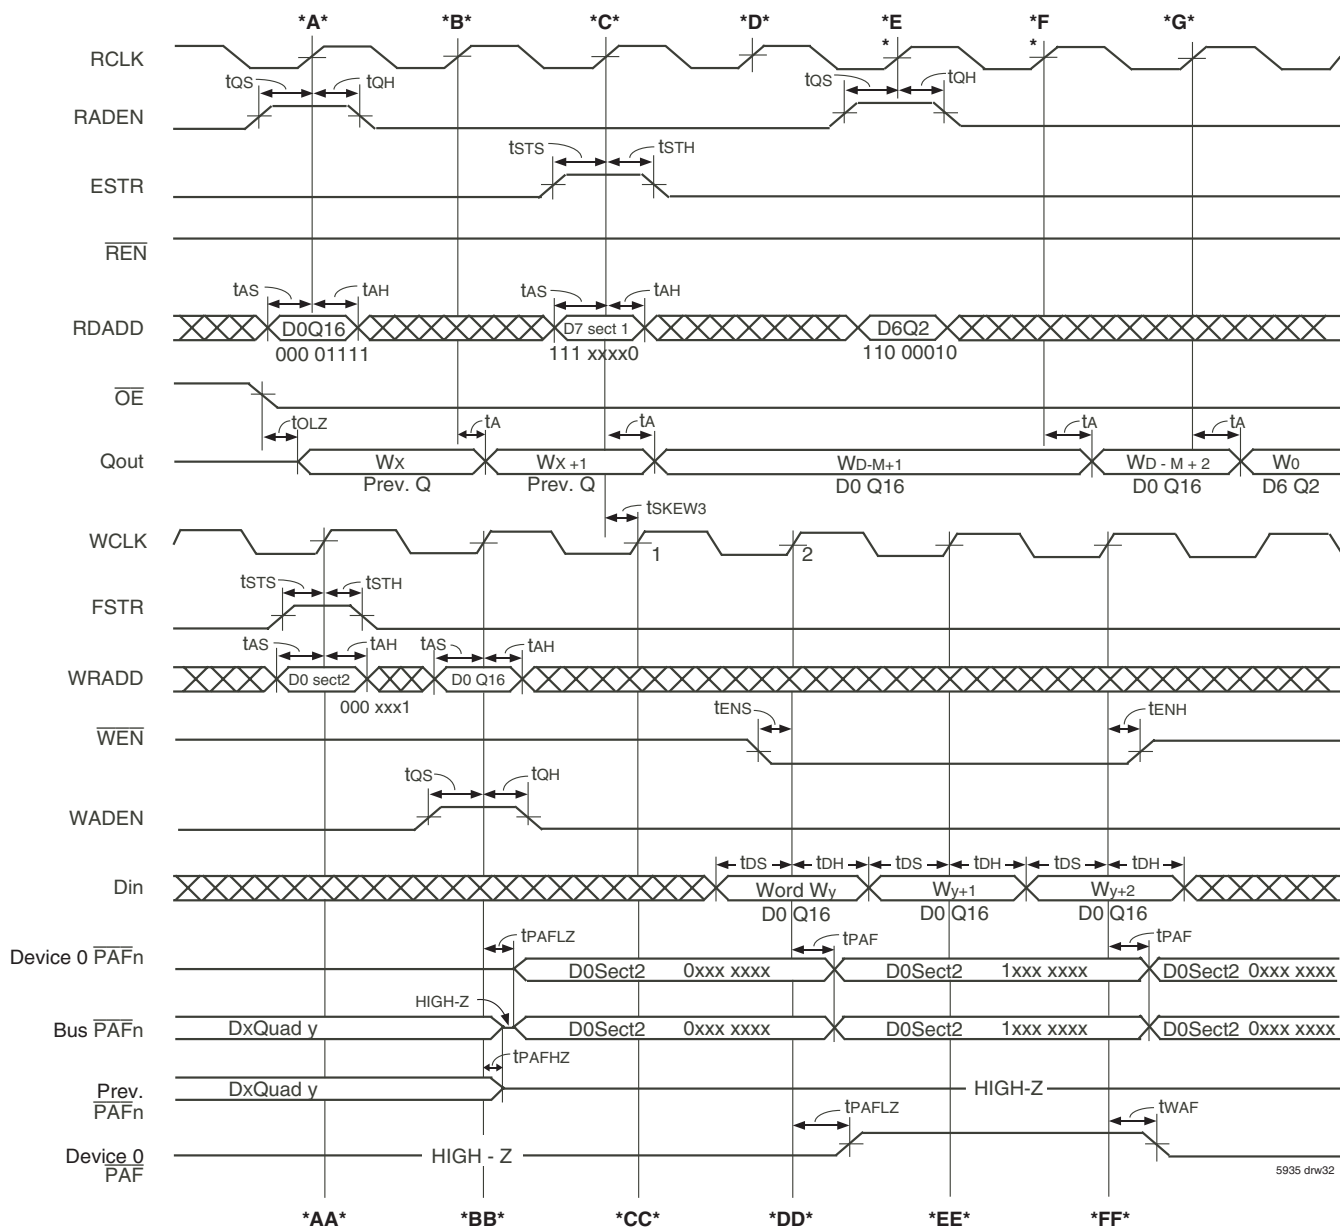 *A* *B* *C* *D* *E* *F* *G*
RCLK
tQS tQH tQS tQH
RADEN
tSTS tSTH
ESTR
REN
tAS tAH tAS tAH
RDADD D0Q16 D7 sect 1 D6Q2
000 01111 111 xxxx0 110 00010
OE
tOLZ tA tA tA tA
Qout WX WX +1 WD-M+1 WD - M + 2 W0
Prev. Q Prev. Q D0 Q16 D0 Q16 D6 Q2
tSKEW3
WCLK 1 2
tSTS tSTH
FSTR
tAS tAH tAS tAH
WRADD D0 sect2 D0 Q16
000 xxx1
tENS tENH
WEN
tQS tQH
WADEN
tDS tDH tDS tDH tDS tDH
Din Word Wy Wy+1 Wy+2
D0 Q16 D0 Q16 D0 Q16
tPAFLZ tPAF tPAF
Device 0 PAFn D0Sect2 0xxx xxxx D0Sect2 1xxx xxxx D0Sect2 0xxx xxxx
HIGH-Z
Bus PAFn DxQuad y D0Sect2 0xxx xxxx D0Sect2 1xxx xxxx D0Sect2 0xxx xxxx
tPAFHZ
Prev. DxQuad y HIGH-Z
PAFn
tPAFLZ tWAF
Device 0 HIGH - Z
PAF
5935 drw32
*AA* *BB* *CC* *DD* *EE* *FF*